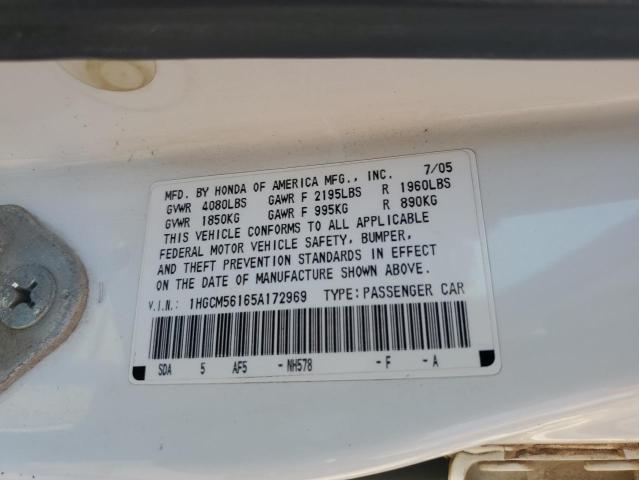 MFD. BY HONDA OF AMERICA MFG., INC. 7/05
GVWR 4080LBS GAWR F 2195LBS R 1960LBS
GVWR 1850KG GAWR F 995KG R 890KG
THIS VEHICLE CONFORMS TO ALL APPLICABLE
FEDERAL MOTOR VEHICLE SAFETY, BUMPER,
AND THEFT PREVENTION STANDARDS IN EFFECT
ON THE DATE OF MANUFACTURE SHOWN ABOVE.
V.I.N.: 1HGCM56165A172969 TYPE: PASSENGER CAR
SDA 5 AF5 - NH578 - F - A